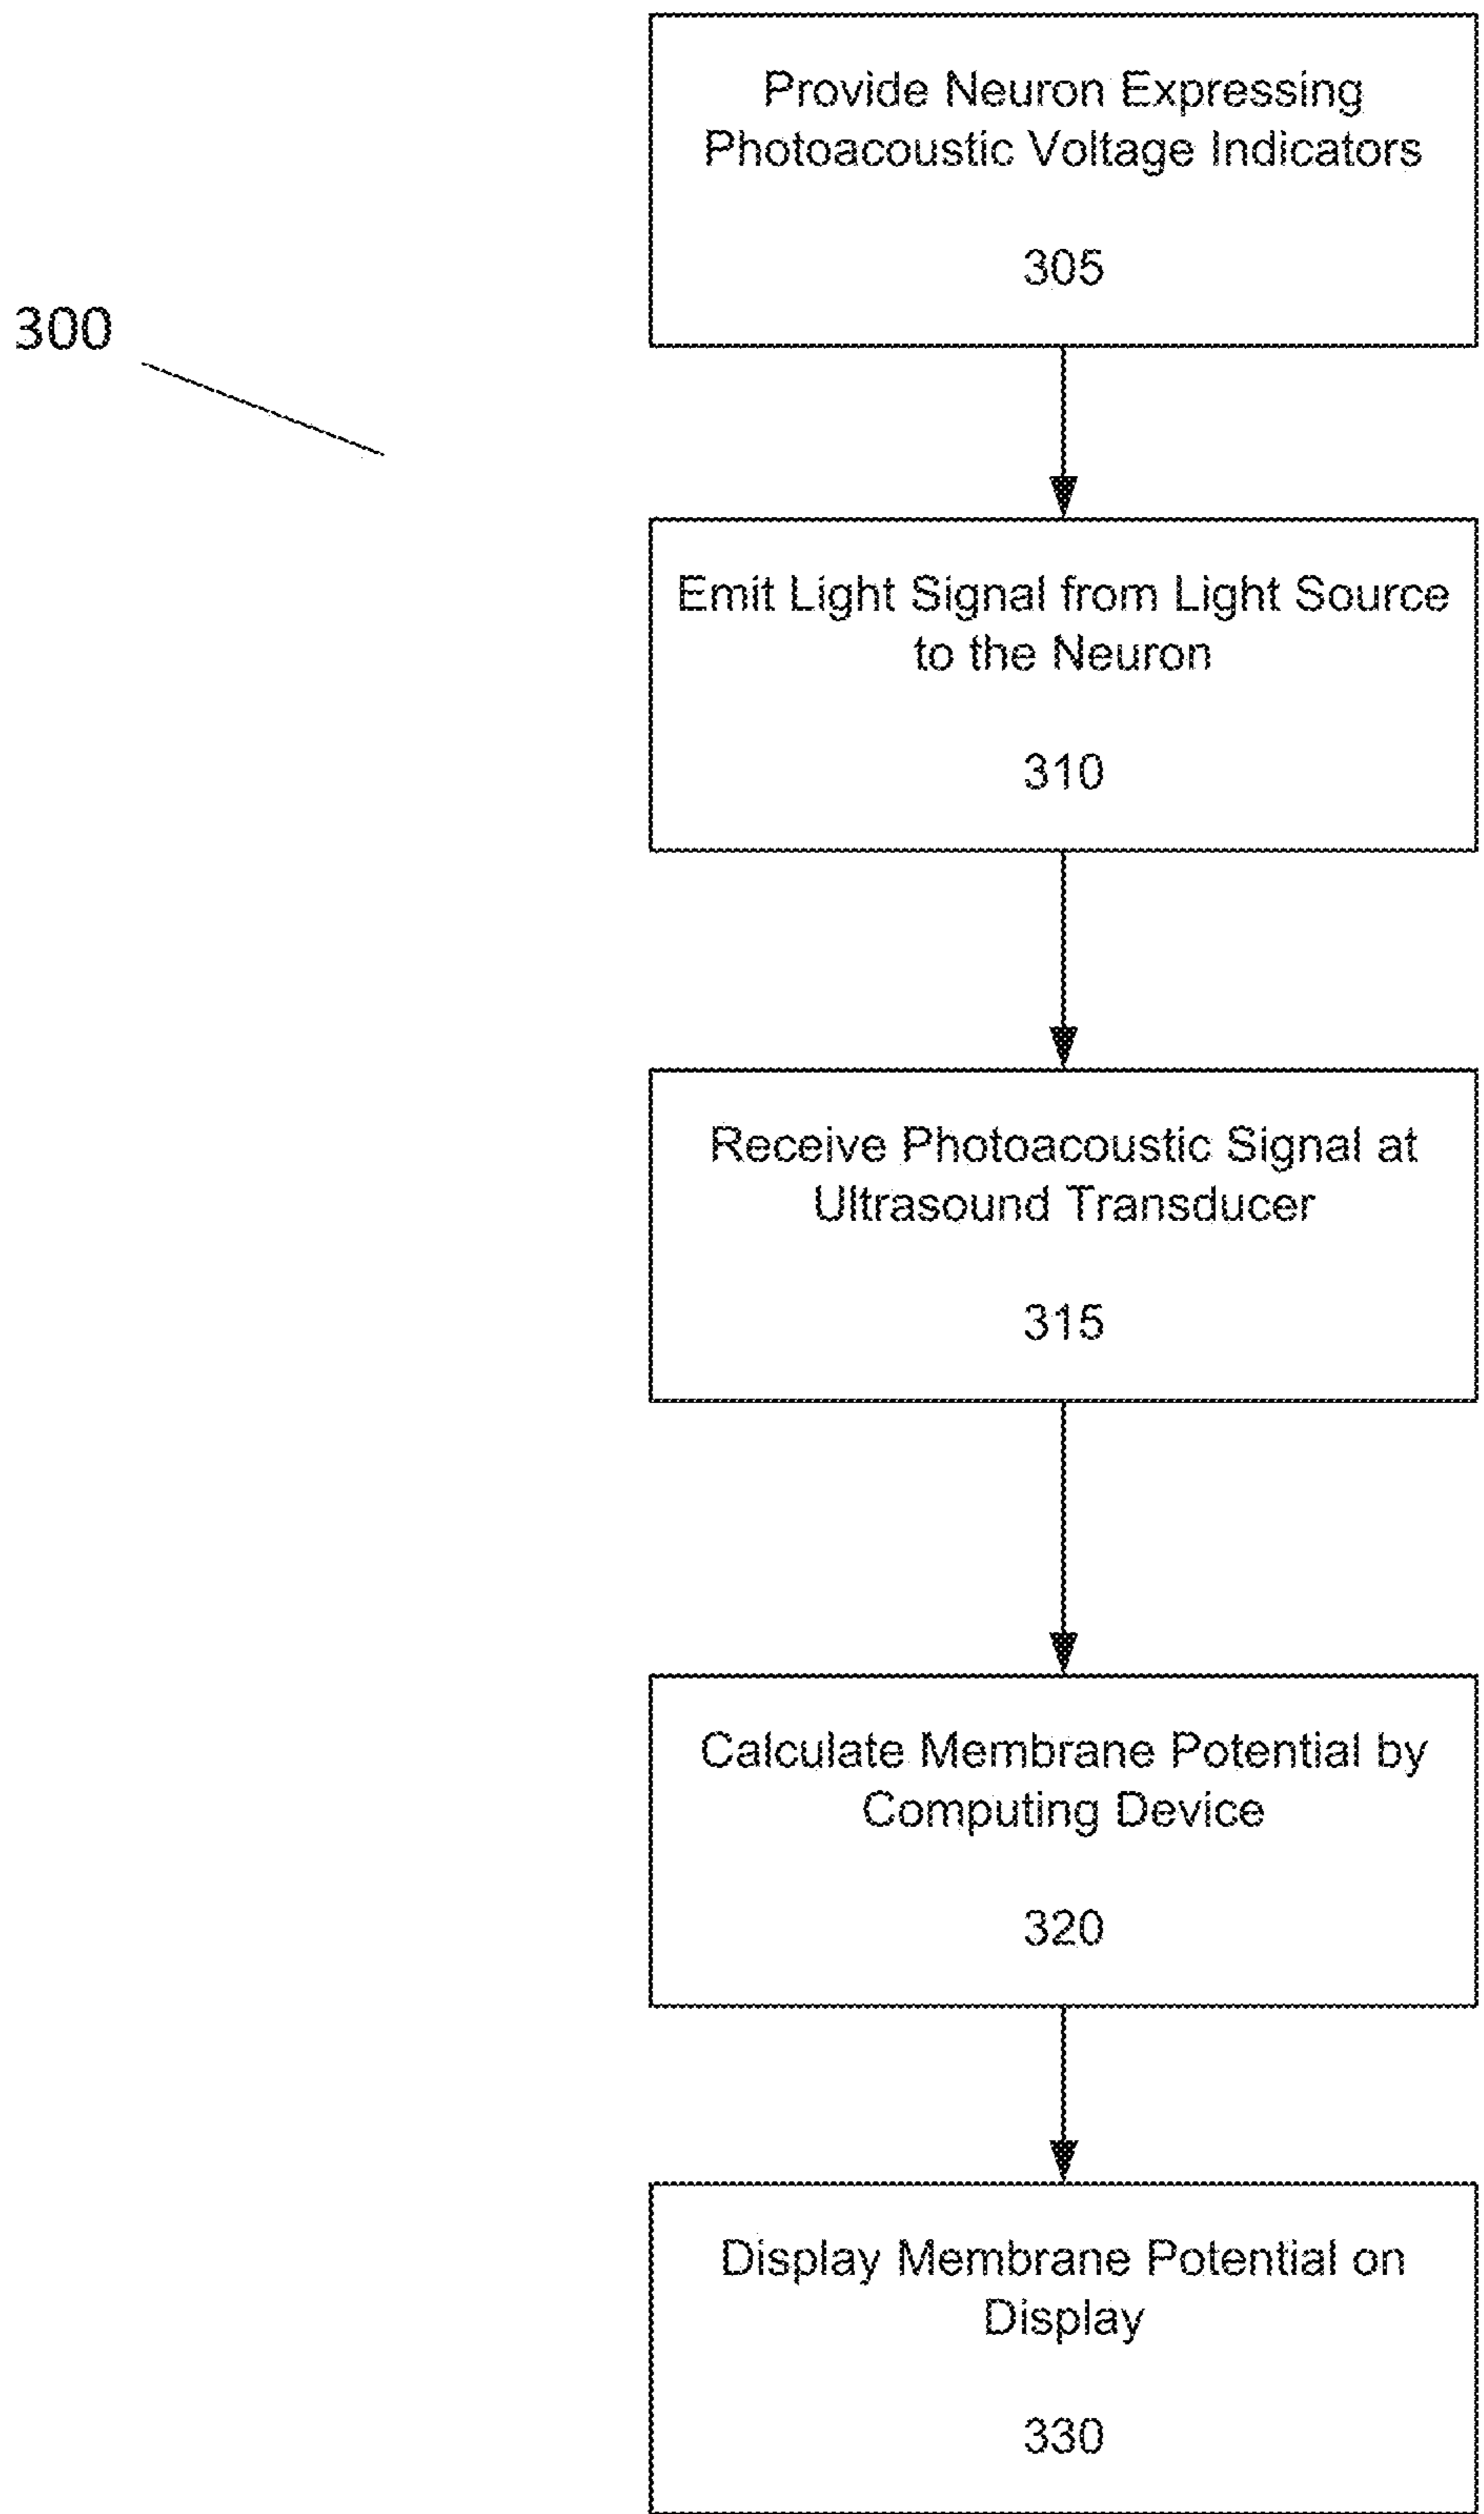 Provide Neuron Expressing
Photoacoustic Voltage Indicators
305
300
Emit Light Signal from Light Source
to the Neuron
310
Receive Photoacoustic Signal at
Ultrasound Transducer
315
Calculate Membrane Potential by
Computing Device
320
Display Membrane Potential on
Display
330